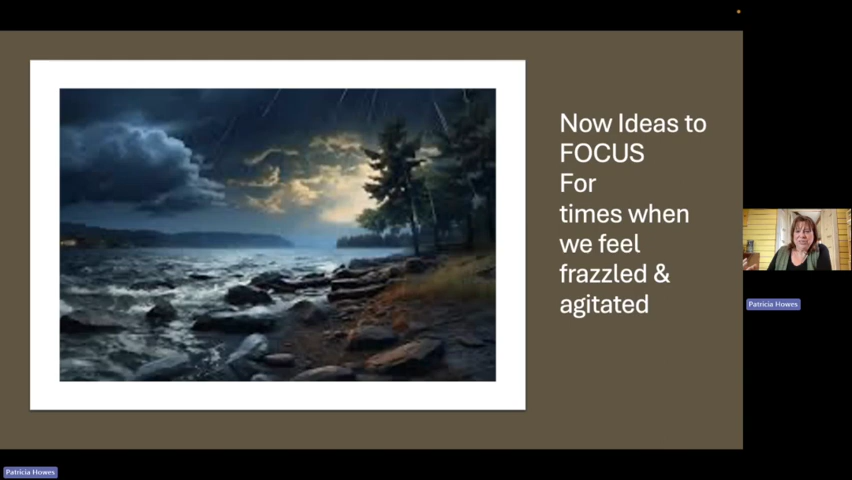 Now Ideas to
FOCUS
For
times when
we feel
frazzled &
agitated
Patricia Howes
Patricia Howes